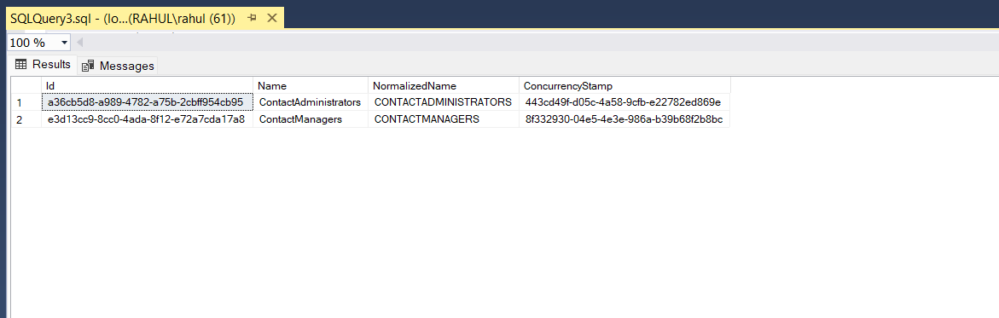 SQLQuery3.sql - (lo...(RAHUL\rahul (61))
100 %
Results Messages
Id Name NormalizedName ConcurrencyStamp
1 a36cb5d8-a989-4782-a75b-2cbff954cb95 ContactAdministrators CONTACTADMINISTRATORS 443cd49f-d05c-4a58-9cfb-e22782ed869e
2 e3d13cc9-8cc0-4ada-8f12-e72a7cda17a8 ContactManagers CONTACTMANAGERS 8f332930-04e5-4e3e-986a-b39b68f2b8bc